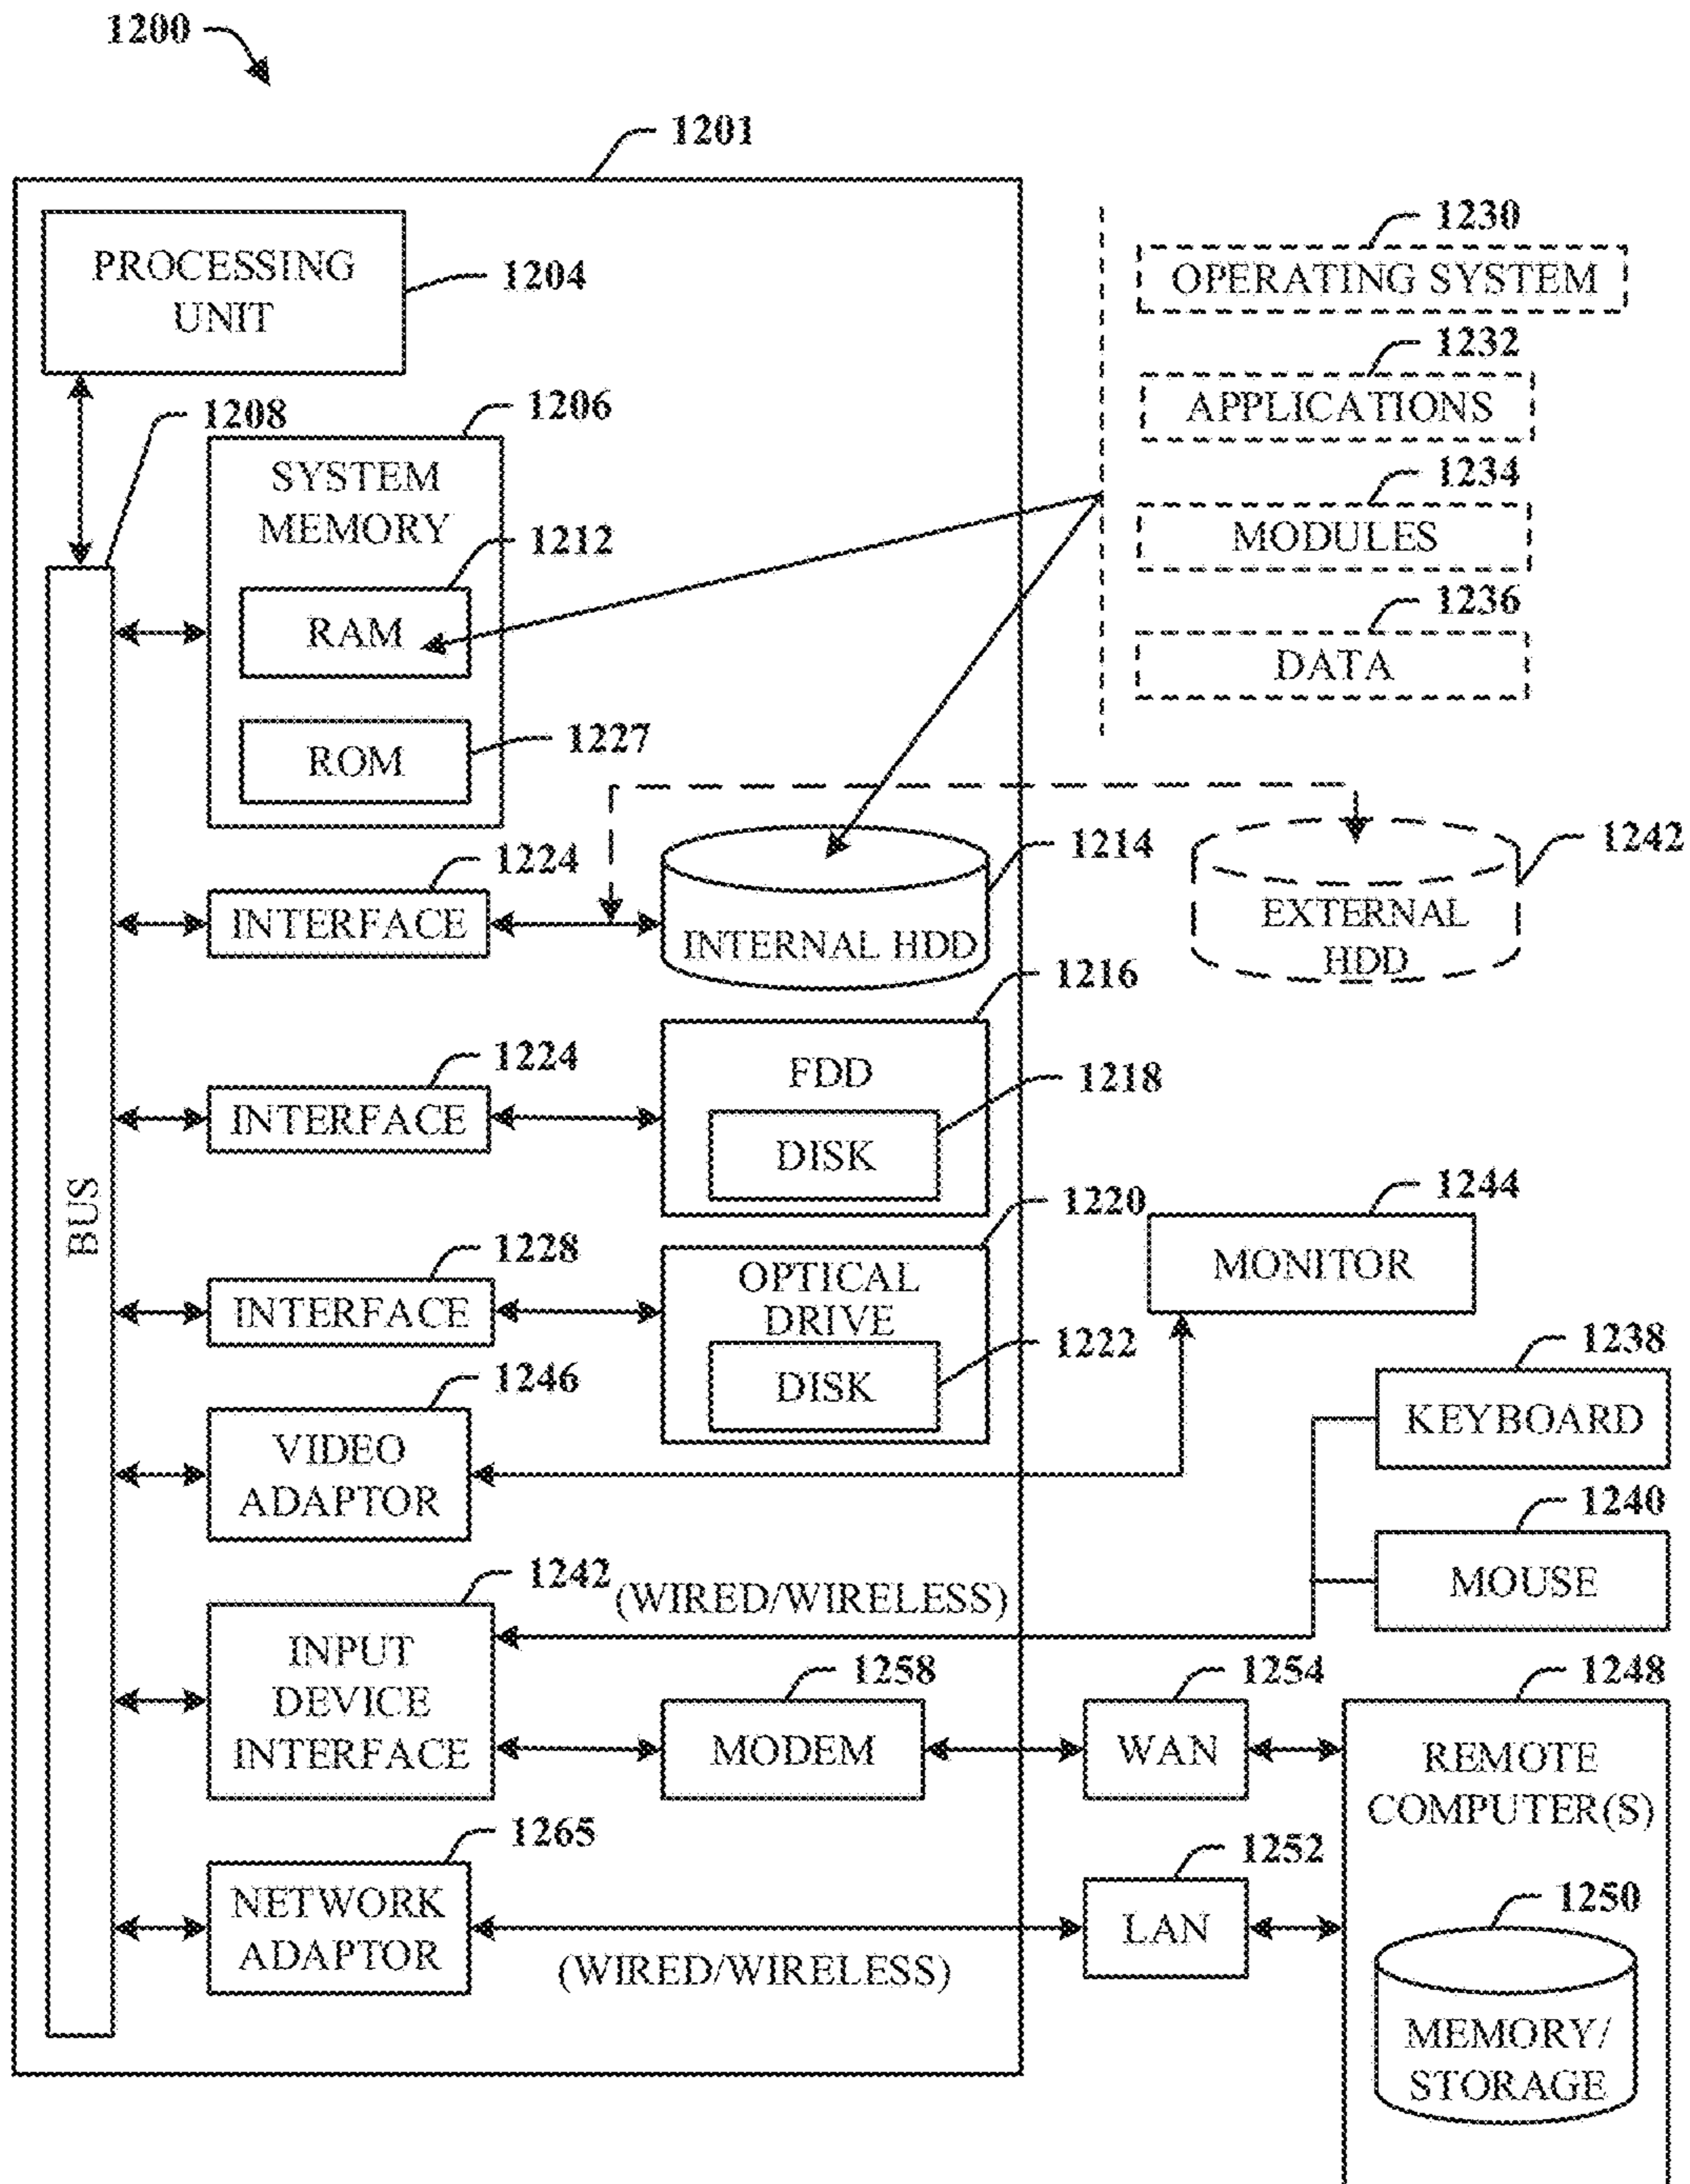 1200
1201
PROCESSING
UNIT
1204
1230
OPERATING SYSTEM
1232
APPLICATIONS
1234
MODULES
1236
DATA
1208
1206
SYSTEM
MEMORY
1212
RAM
1227
ROM
BUS
1224
INTERFACE
1214
INTERNAL HDD
1242
EXTERNAL
HDD
1224
INTERFACE
1216
FDD
1218
DISK
1228
INTERFACE
1220
OPTICAL
DRIVE
1222
DISK
1244
MONITOR
1246
VIDEO
ADAPTOR
1238
KEYBOARD
1240
MOUSE
1242
(WIRED/WIRELESS)
INPUT
DEVICE
INTERFACE
1258
MODEM
1254
WAN
1248
REMOTE
COMPUTER(S)
1265
NETWORK
ADAPTOR
(WIRED/WIRELESS)
1252
LAN
1250
MEMORY/
STORAGE